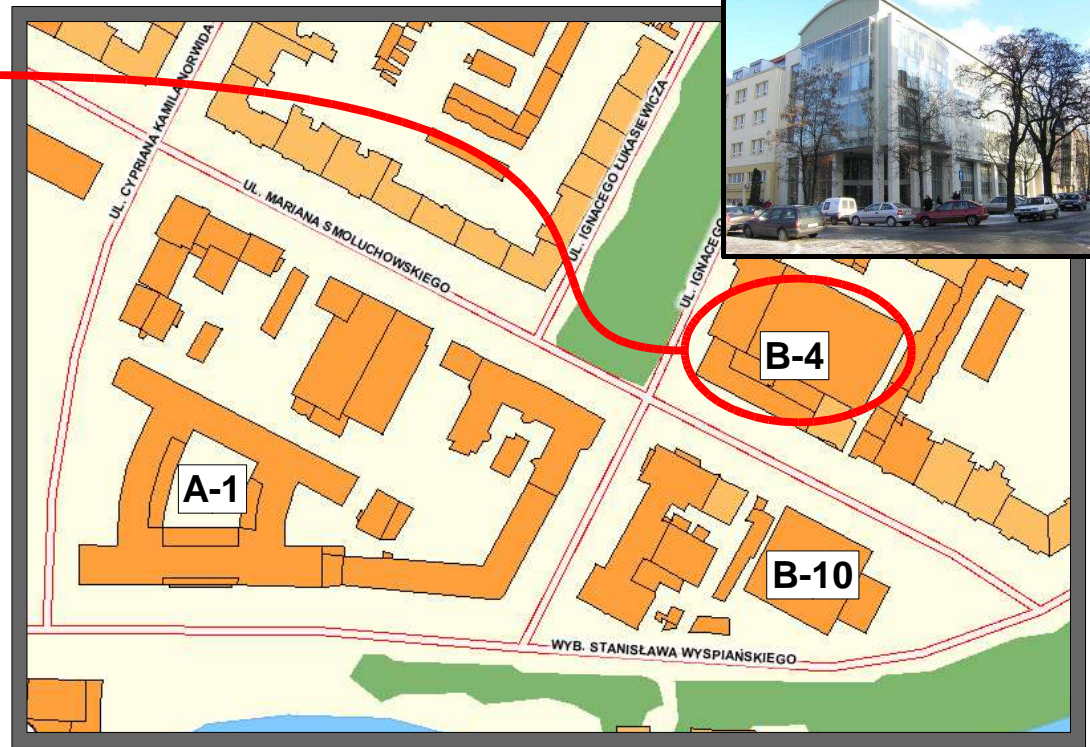 UL. CYPRIANA KAMILA NORWIDA
UL. MARIANA SMOLUCHOWSKIEGO
UL. IGNACEGO ŁUKASIEWICZA
UL. IGNACEGO
B-4
A-1
B-10
WYB. STANISŁAWA WYSPIAŃSKIEGO